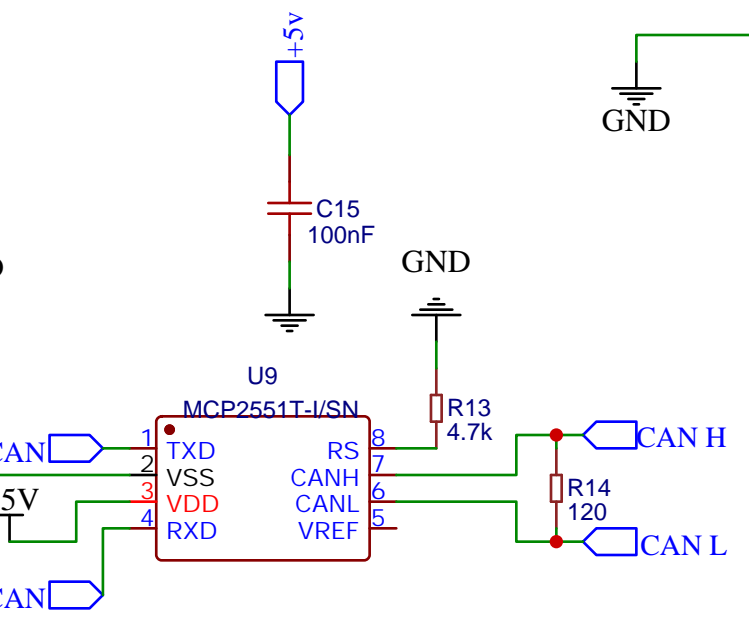 +5v
GND
C15
100nF
GND
U9
MCP2551T-I/SN
R13
4.7k
1 TXD
2 VSS
3 VDD
4 RXD
RS 8
CANH 7
CANL 6
VREF 5
CAN
5V
CAN
CAN H
R14
120
CAN L